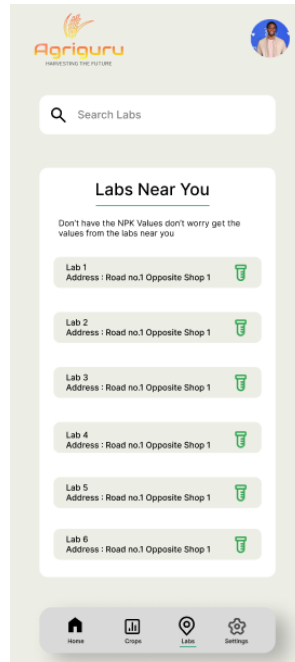 Agriguru
HARVESTING THE FUTURE
Search Labs
Labs Near You
Don't have the NPK Values don't worry get the
values from the labs near you
Lab 1
Address : Road no.1 Opposite Shop 1
Lab 2
Address : Road no.1 Opposite Shop 1
Lab 3
Address : Road no.1 Opposite Shop 1
Lab 4
Address : Road no.1 Opposite Shop 1
Lab 5
Address : Road no.1 Opposite Shop 1
Lab 6
Address : Road no.1 Opposite Shop 1
Home Crops Labs Settings